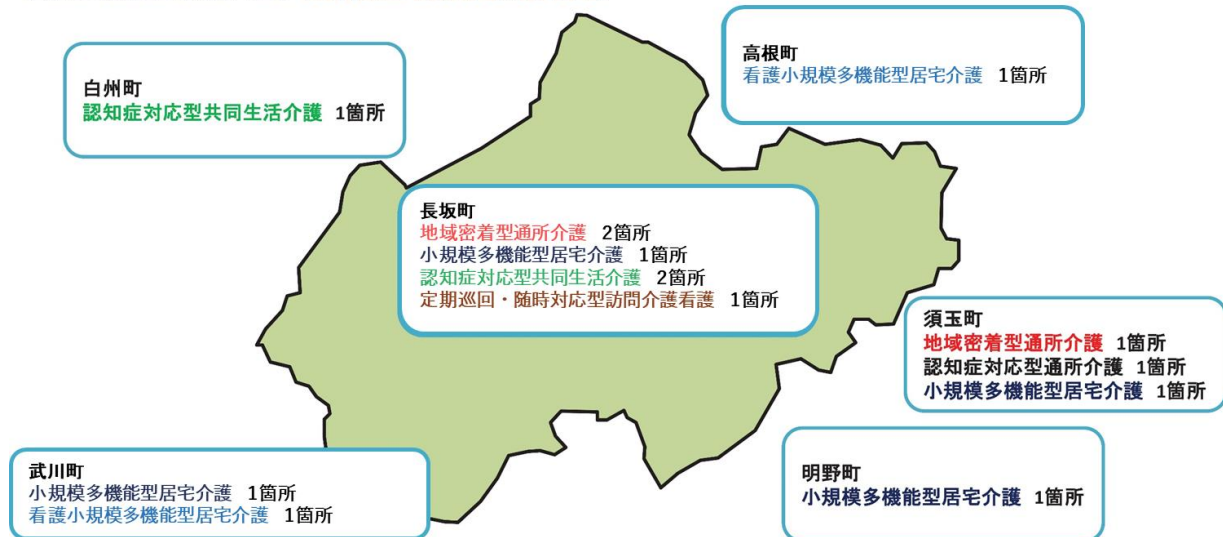 白州町
認知症対応型共同生活介護 1箇所
高根町
看護小規模多機能型居宅介護 1箇所
長坂町
地域密着型通所介護 2箇所
小規模多機能型居宅介護 1箇所
認知症対応型共同生活介護 2箇所
定期巡回・随時対応型訪問介護看護 1箇所
須玉町
地域密着型通所介護 1箇所
認知症対応型通所介護 1箇所
小規模多機能型居宅介護 1箇所
武川町
小規模多機能型居宅介護 1箇所
看護小規模多機能型居宅介護 1箇所
明野町
小規模多機能型居宅介護 1箇所